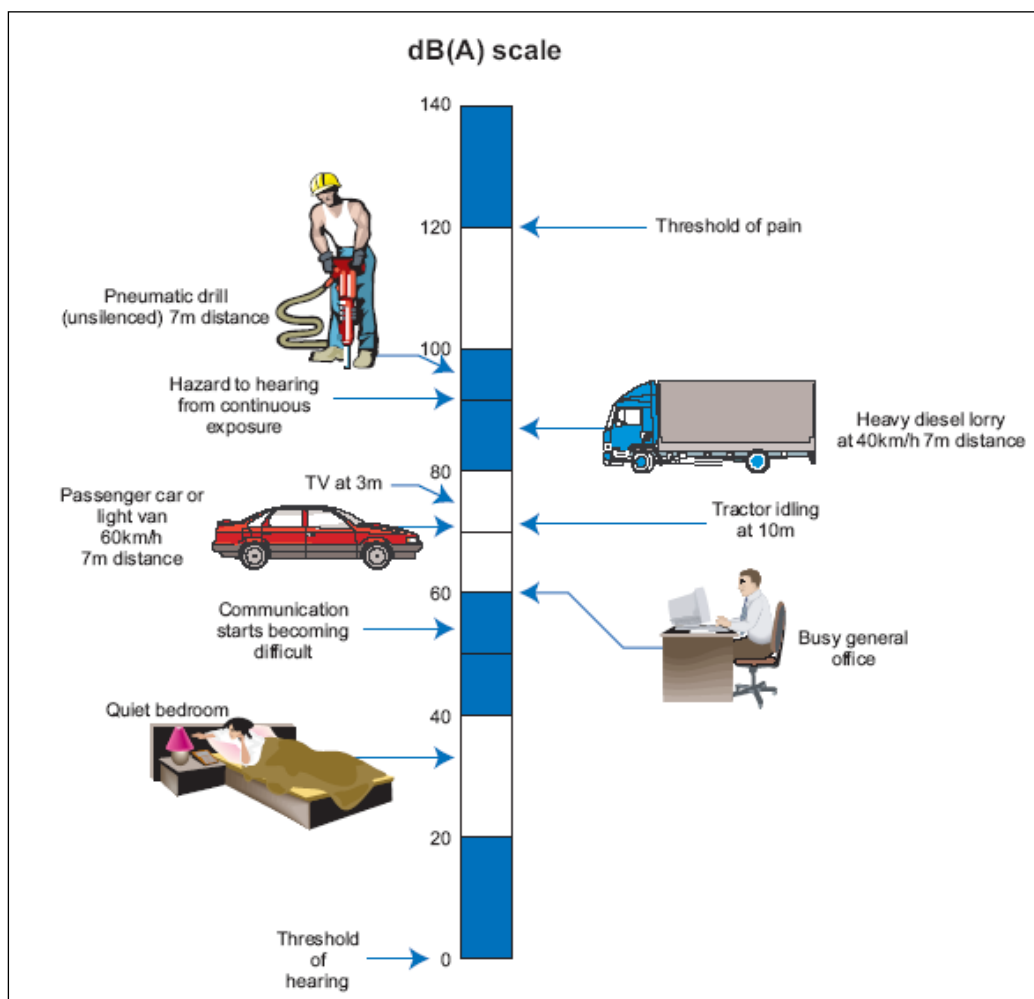 dB(A) scale
140
120
Threshold of pain
Pneumatic drill
(unsilenced) 7m distance
100
Hazard to hearing
from continuous
exposure
Heavy diesel lorry
at 40km/h 7m distance
80
TV at 3m
Passenger car or
light van
60km/h
7m distance
Tractor idling
at 10m
60
Communication
starts becoming
difficult
Busy general
office
Quiet bedroom
40
20
Threshold
of
hearing
0